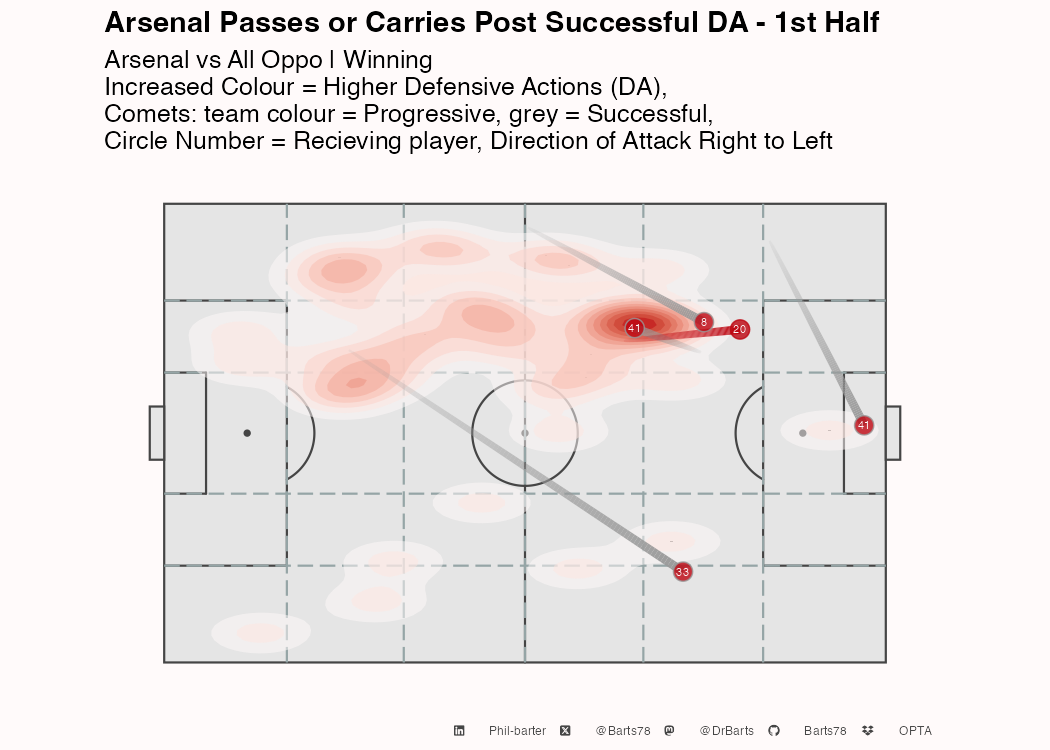 Arsenal Passes or Carries Post Successful DA - 1st Half
Arsenal vs All Oppo | Winning
Increased Colour = Higher Defensive Actions (DA),
Comets: team colour = Progressive, grey = Successful,
Circle Number = Recieving player, Direction of Attack Right to Left
41
8
20
41
33
Phil-barter @Barts78 @DrBarts Barts78 OPTA